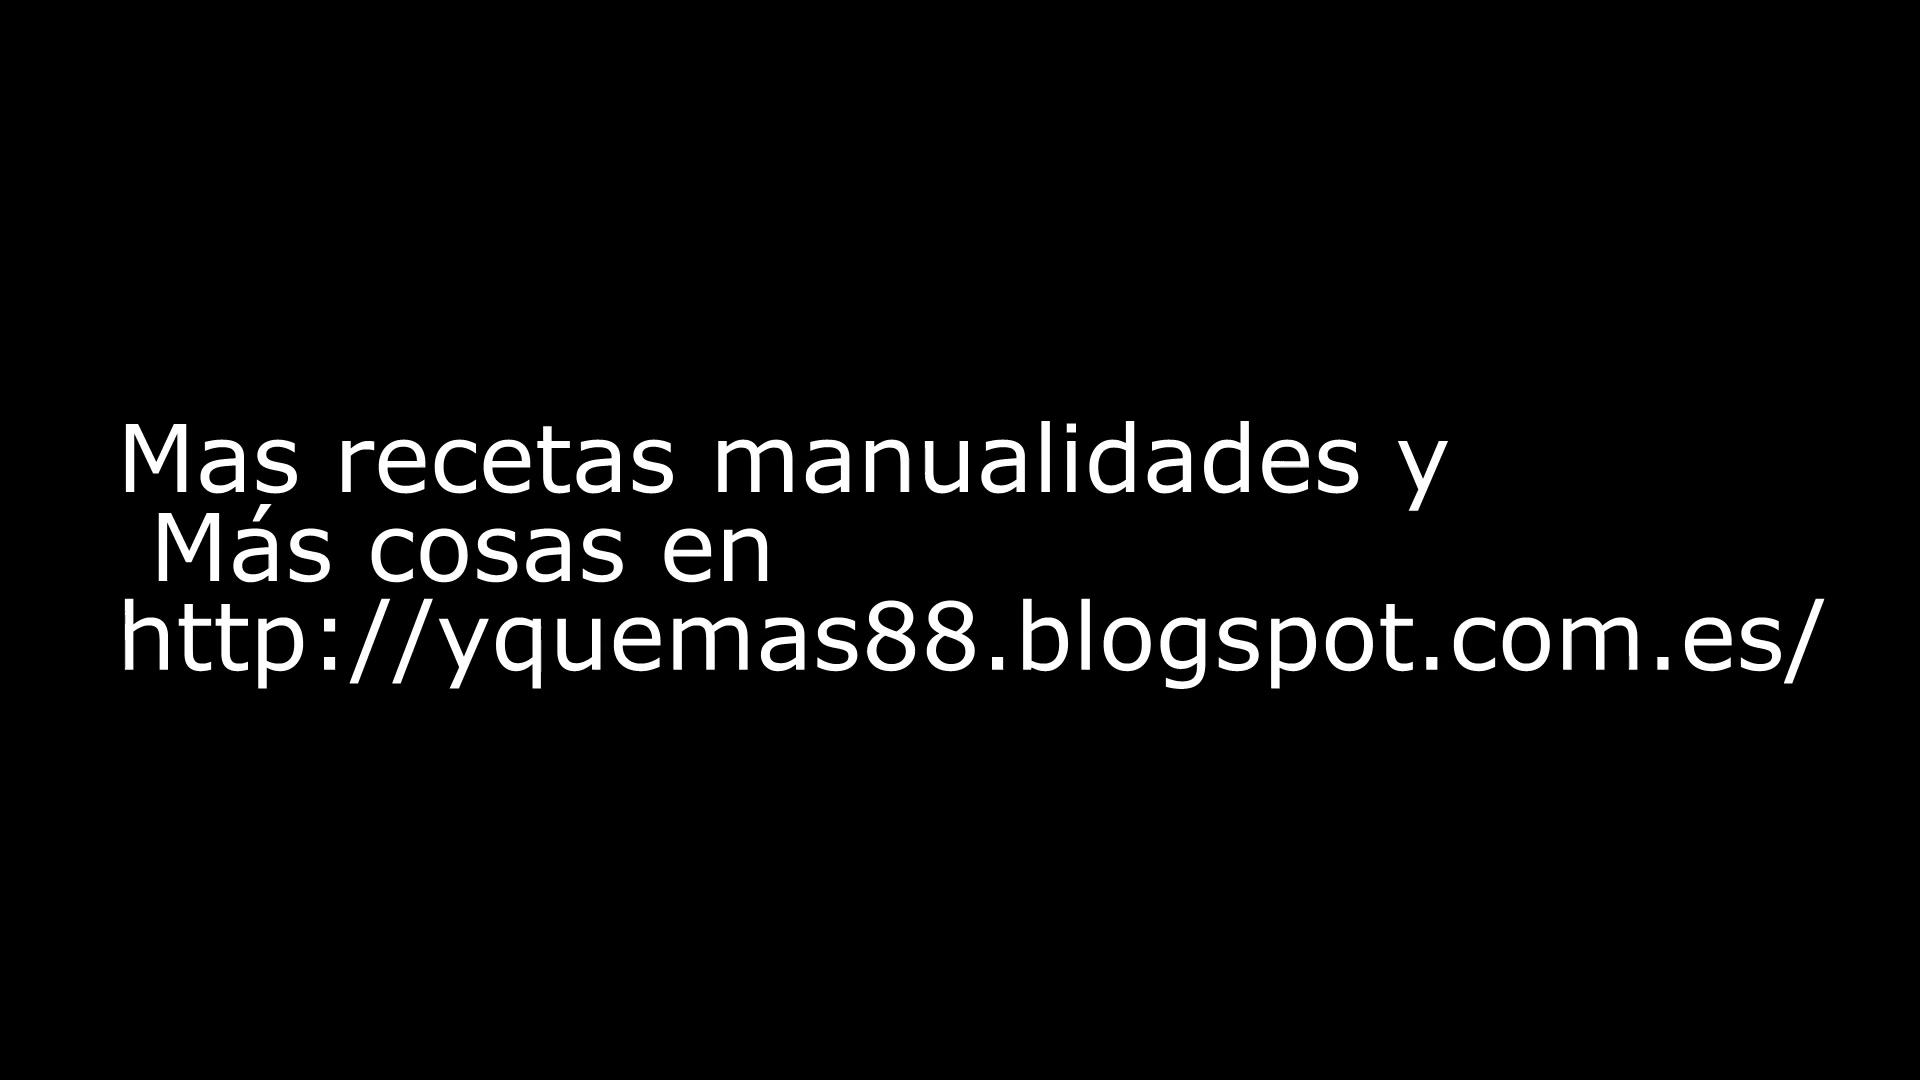 Mas recetas manualidades y
Más cosas en
http://yquemas88.blogspot.com.es/